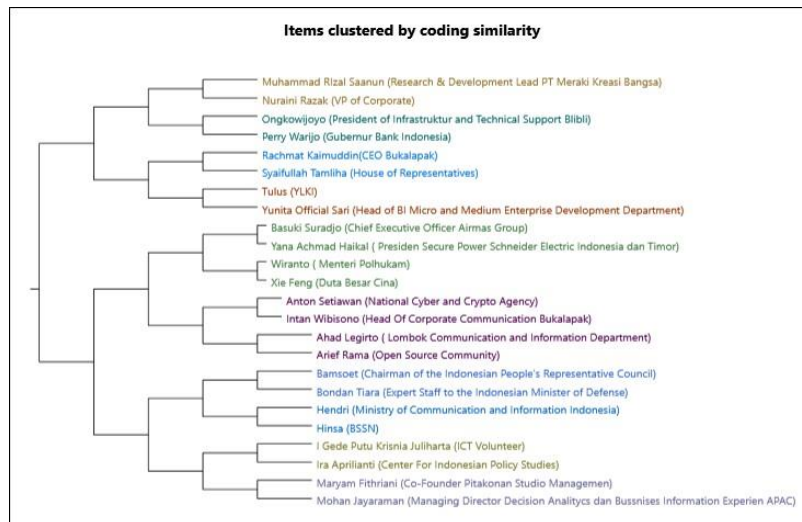 Items clustered by coding similarity
Muhammad RIzal Saanun (Research & Development Lead PT Meraki Kreasi Bangsa)
Nuraini Razak (VP of Corporate)
Ongkowijoyo (President of Infrastruktur and Technical Support Blibli)
Perry Warijo (Gubernur Bank Indonesia)
Rachmat Kaimuddin(CEO Bukalapak)
Syaifullah Tamliha (House of Representatives)
Tulus (YLKI)
Yunita Official Sari (Head of BI Micro and Medium Enterprise Development Department)
Basuki Suradjo (Chief Executive Officer Airmas Group)
Yana Achmad Haikal ( Presiden Secure Power Schneider Electric Indonesia dan Timor)
Wiranto ( Menteri Polhukam)
Xie Feng (Duta Besar Cina)
Anton Setiawan (National Cyber and Crypto Agency)
Intan Wibisono (Head Of Corporate Communication Bukalapak)
Ahad Legirto ( Lombok Communication and Information Department)
Arief Rama (Open Source Community)
Bamsoet (Chairman of the Indonesian People's Representative Council)
Bondan Tiara (Expert Staff to the Indonesian Minister of Defense)
Hendri (Ministry of Communication and Information Indonesia)
Hinsa (BSSN)
I Gede Putu Krisnia Juliharta (ICT Volunteer)
Ira Aprilianti (Center For Indonesian Policy Studies)
Maryam Fithriani (Co-Founder Pitakonan Studio Managemen)
Mohan Jayaraman (Managing Director Decision Analitycs dan Bussnises Information Experien APAC)